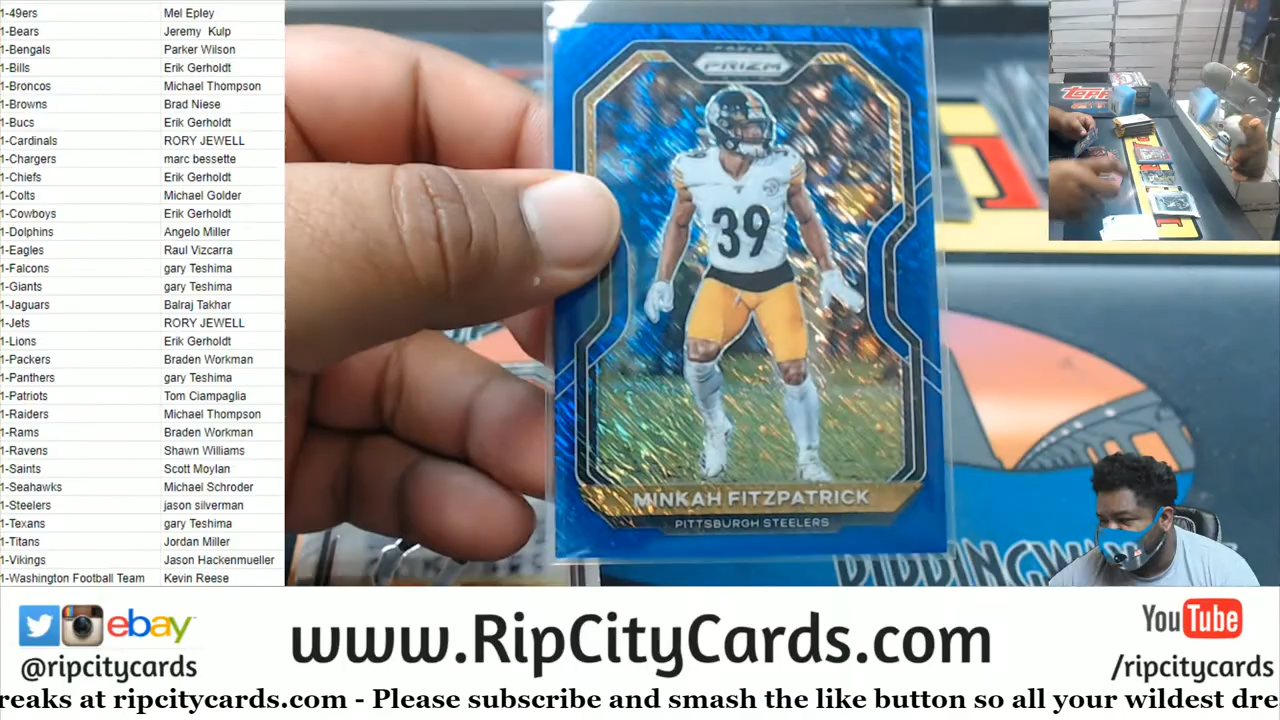 1-49ers Mel Epley
1-Bears Jeremy Kulp
1-Bengals Parker Wilson
1-Bills Erik Gerholdt
1-Broncos Michael Thompson
1-Browns Brad Niese
1-Bucs Erik Gerholdt
1-Cardinals RORY JEWELL
1-Chargers marc bessette
1-Chiefs Erik Gerholdt
1-Colts Michael Golder
1-Cowboys Erik Gerholdt
1-Dolphins Angelo Miller
1-Eagles Raul Vizcarra
1-Falcons gary Teshima
1-Giants gary Teshima
1-Jaguars Balraj Takhar
1-Jets RORY JEWELL
1-Lions Erik Gerholdt
1-Packers Braden Workman
1-Panthers gary Teshima
1-Patriots Tom Ciampaglia
1-Raiders Michael Thompson
1-Rams Braden Workman
1-Ravens Shawn Williams
1-Saints Scott Moylan
1-Seahawks Michael Schroder
1-Steelers jason silverman
1-Texans gary Teshima
1-Titans Jordan Miller
1-Vikings Jason Hackenmueller
1-Washington Football Team Kevin Reese
PRIZM
39
MINKAH FITZPATRICK
PITTSBURGH STEELERS
TOPPS
ebay
@ripcitycards
www.RipCityCards.com
YouTube
/ripcitycards
reaks at ripcitycards.com - Please subscribe and smash the like button so all your wildest dre